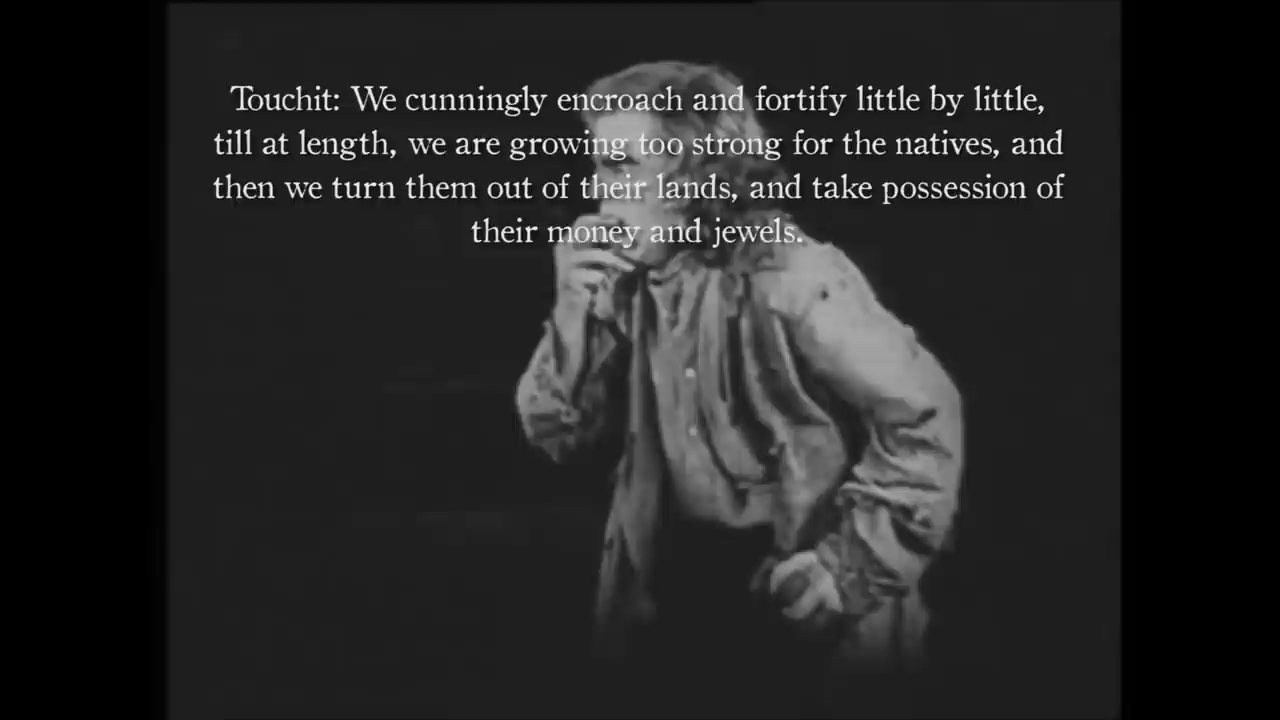 Touchit: We cunningly encroach and fortify little by little,
till at length, we are growing too strong for the natives, and
then we turn them out of their lands, and take possession of
their money and jewels.